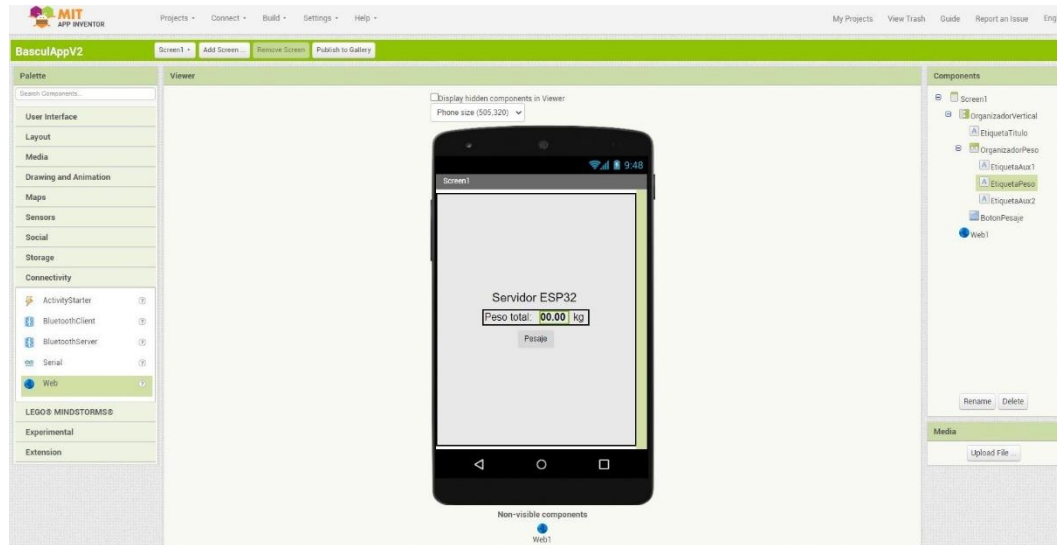 MIT
APP INVENTOR
Projects Connect Build Settings Help
My Projects View Trash Guide Report an Issue Eng
BasculAppV2
Screen1 Add Screen ... Remove Screen Publish to Gallery
Palette
Search Components...
User Interface
Layout
Media
Drawing and Animation
Maps
Sensors
Social
Storage
Connectivity
ActivityStarter ?
BluetoothClient ?
BluetoothServer ?
Serial ?
Web ?
LEGO® MINDSTORMS®
Experimental
Extension
Viewer
Display hidden components in Viewer
Phone size (505,320)
9:48
Screen1
Servidor ESP32
Peso total: 00.00 kg
Pesaje
Non-visible components
Web1
Components
Screen1
OrganizadorVertical
EtiquetaTitulo
OrganizadorPeso
EtiquetaAux1
EtiquetaPeso
EtiquetaAux2
BotonPesaje
Web1
Rename Delete
Media
Upload File ...